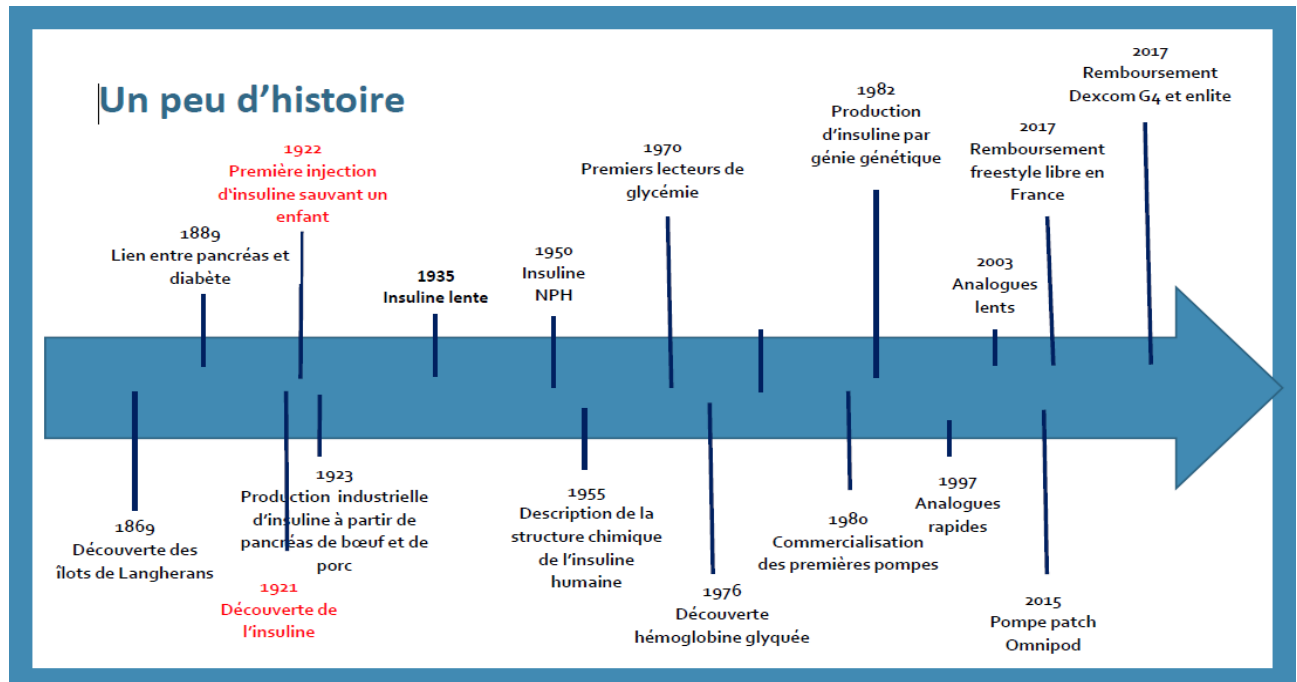 Un peu d'histoire
1869
Découverte des
îlots de Langherans
1889
Lien entre pancréas et
diabète
1921
Découverte de
l'insuline
1922
Première injection
d'insuline sauvant un
enfant
1923
Production industrielle
d'insuline à partir de
pancréas de bœuf et de
porc
1935
Insuline lente
1950
Insuline
NPH
1955
Description de la
structure chimique
de l'insuline
humaine
1970
Premiers lecteurs de
glycémie
1976
Découverte
hémoglobine glyquée
1980
Commercialisation
des premières pompes
1982
Production
d'insuline par
génie génétique
1997
Analogues
rapides
2003
Analogues
lents
2015
Pompe patch
Omnipod
2017
Remboursement
freestyle libre en
France
2017
Remboursement
Dexcom G4 et enlite